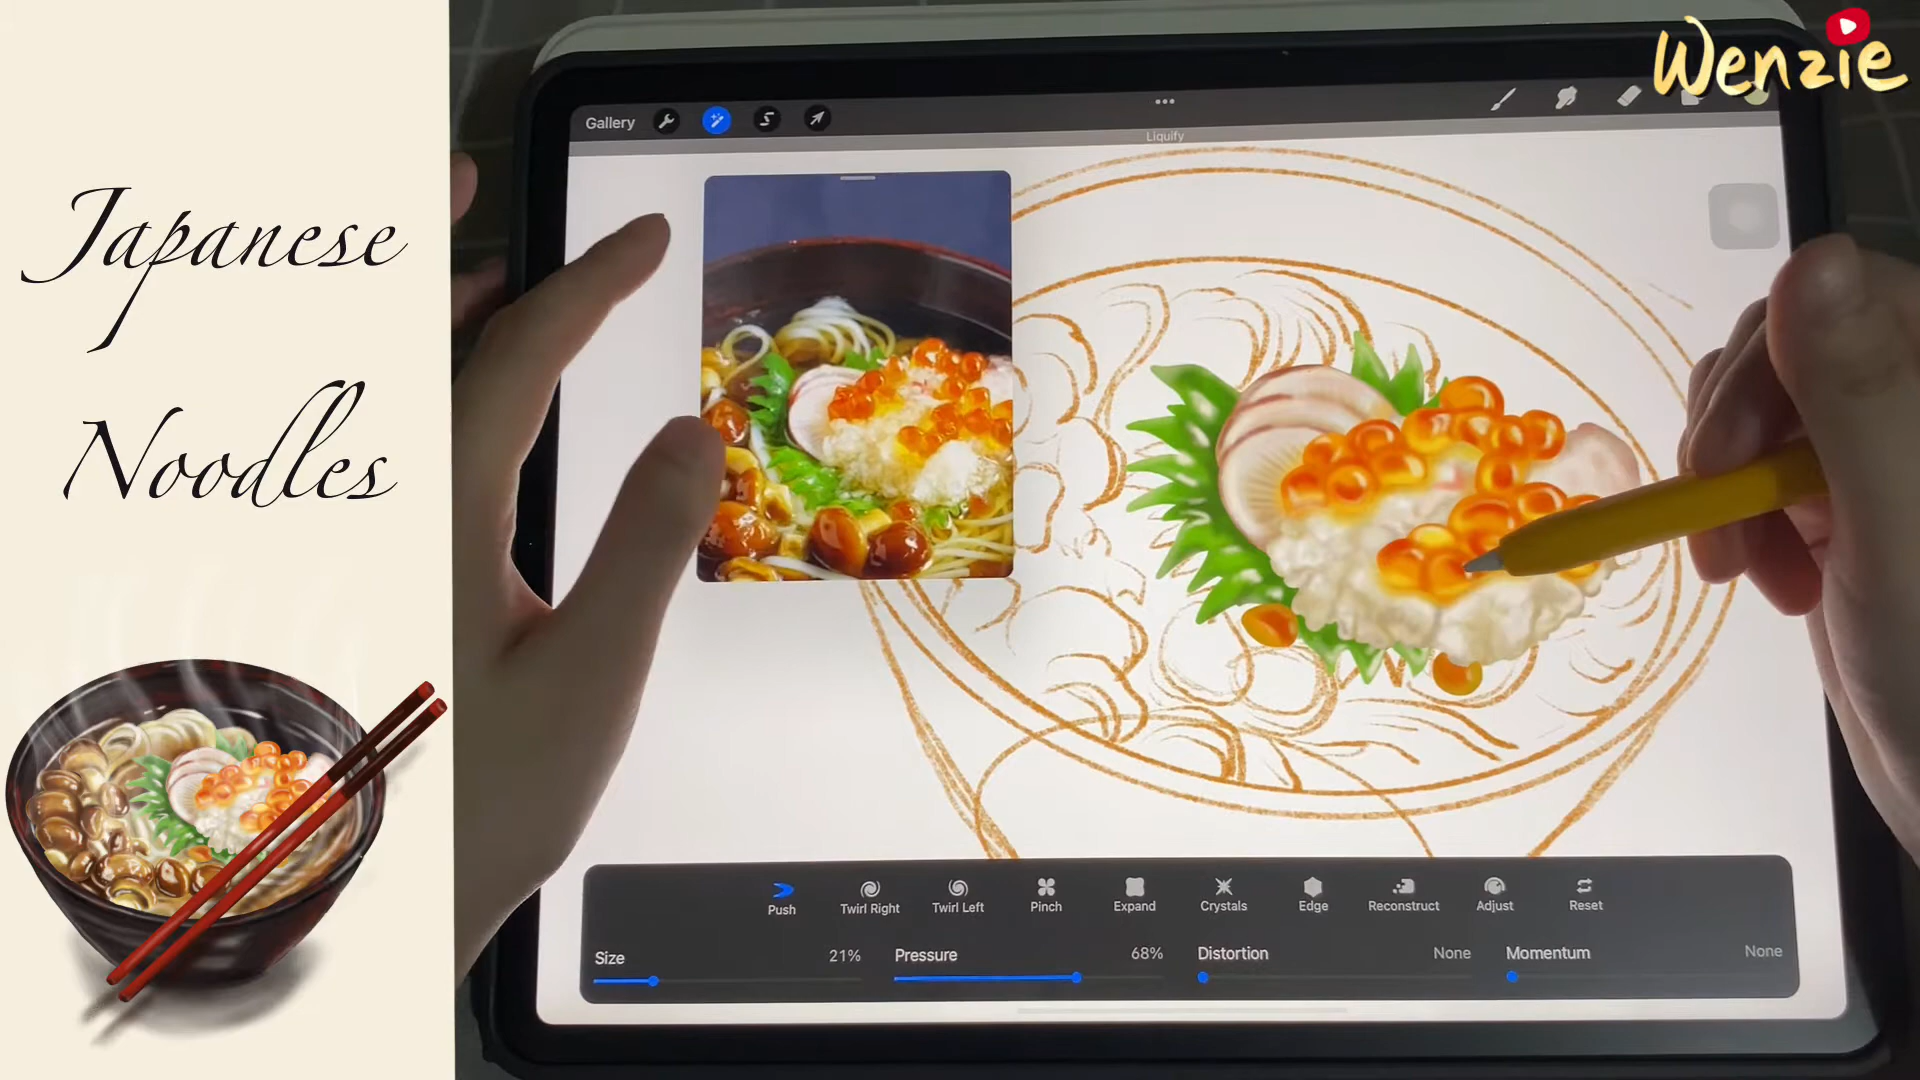 Japanese
Noodles
Wenzie
Gallery
Liquify
Push
Twirl Right
Twirl Left
Pinch
Expand
Crystals
Edge
Reconstruct
Adjust
Reset
Size 21%
Pressure 68%
Distortion None
Momentum None